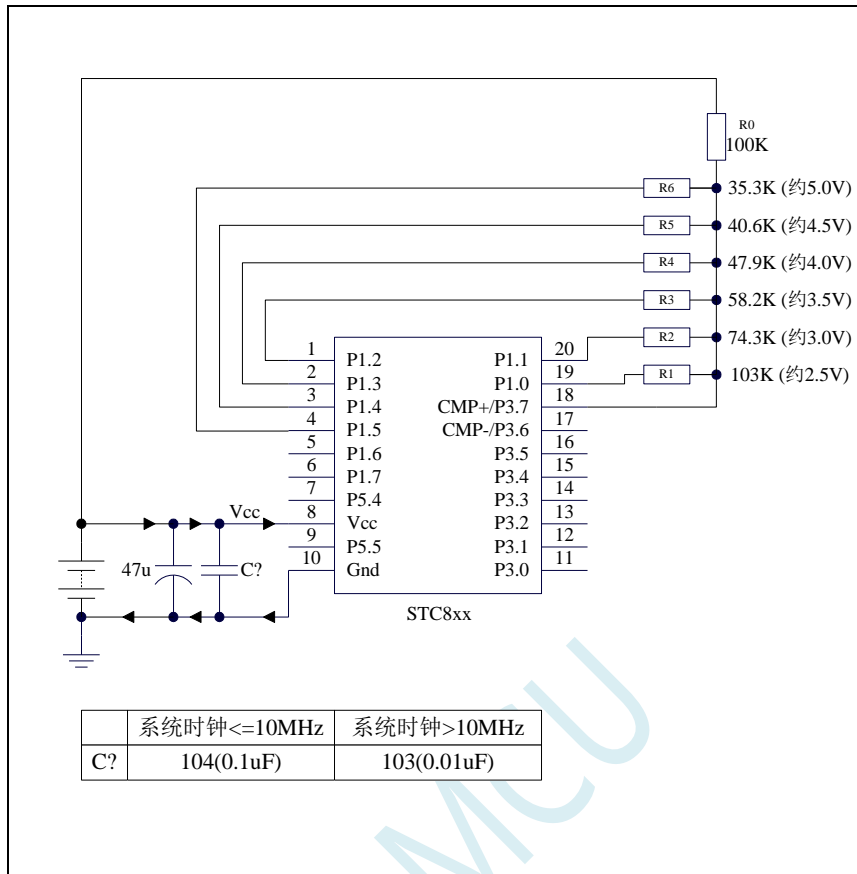 R0
100K
R6 35.3K (约5.0V)
R5 40.6K (约4.5V)
R4 47.9K (约4.0V)
R3 58.2K (约3.5V)
R2 74.3K (约3.0V)
R1 103K (约2.5V)
1 P1.2 P1.1 20
2 P1.3 P1.0 19
3 P1.4 CMP+/P3.7 18
4 P1.5 CMP-/P3.6 17
5 P1.6 P3.5 16
6 P1.7 P3.4 15
7 P5.4 P3.3 14
Vcc 8 Vcc P3.2 13
9 P5.5 P3.1 12
10 Gnd P3.0 11
47u C?
STC8xx
系统时钟<=10MHz 系统时钟>10MHz
C? 104(0.1uF) 103(0.01uF)
MCU